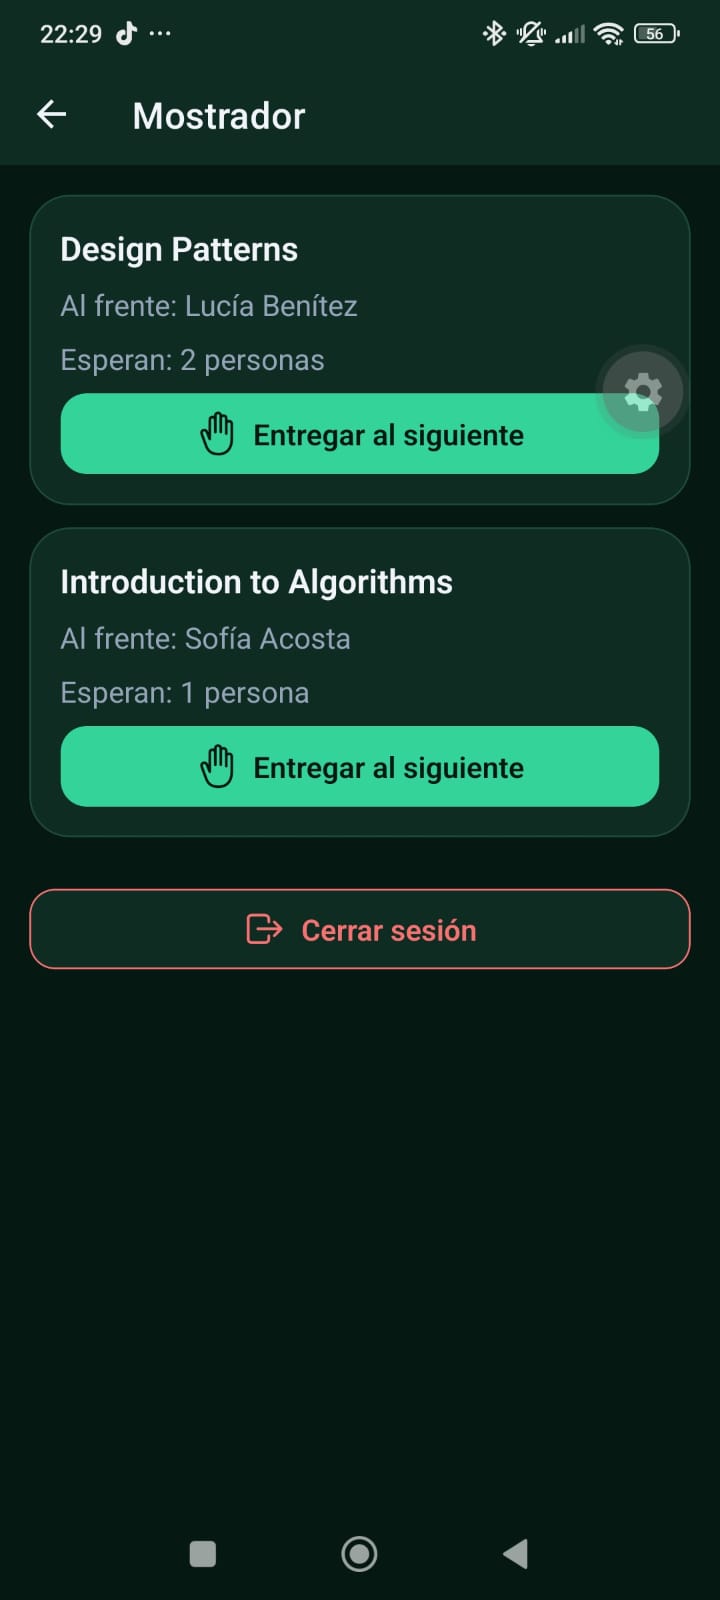 22:29
56
Mostrador
Design Patterns
Al frente: Lucía Benítez
Esperan: 2 personas
Entregar al siguiente
Introduction to Algorithms
Al frente: Sofía Acosta
Esperan: 1 persona
Entregar al siguiente
Cerrar sesión